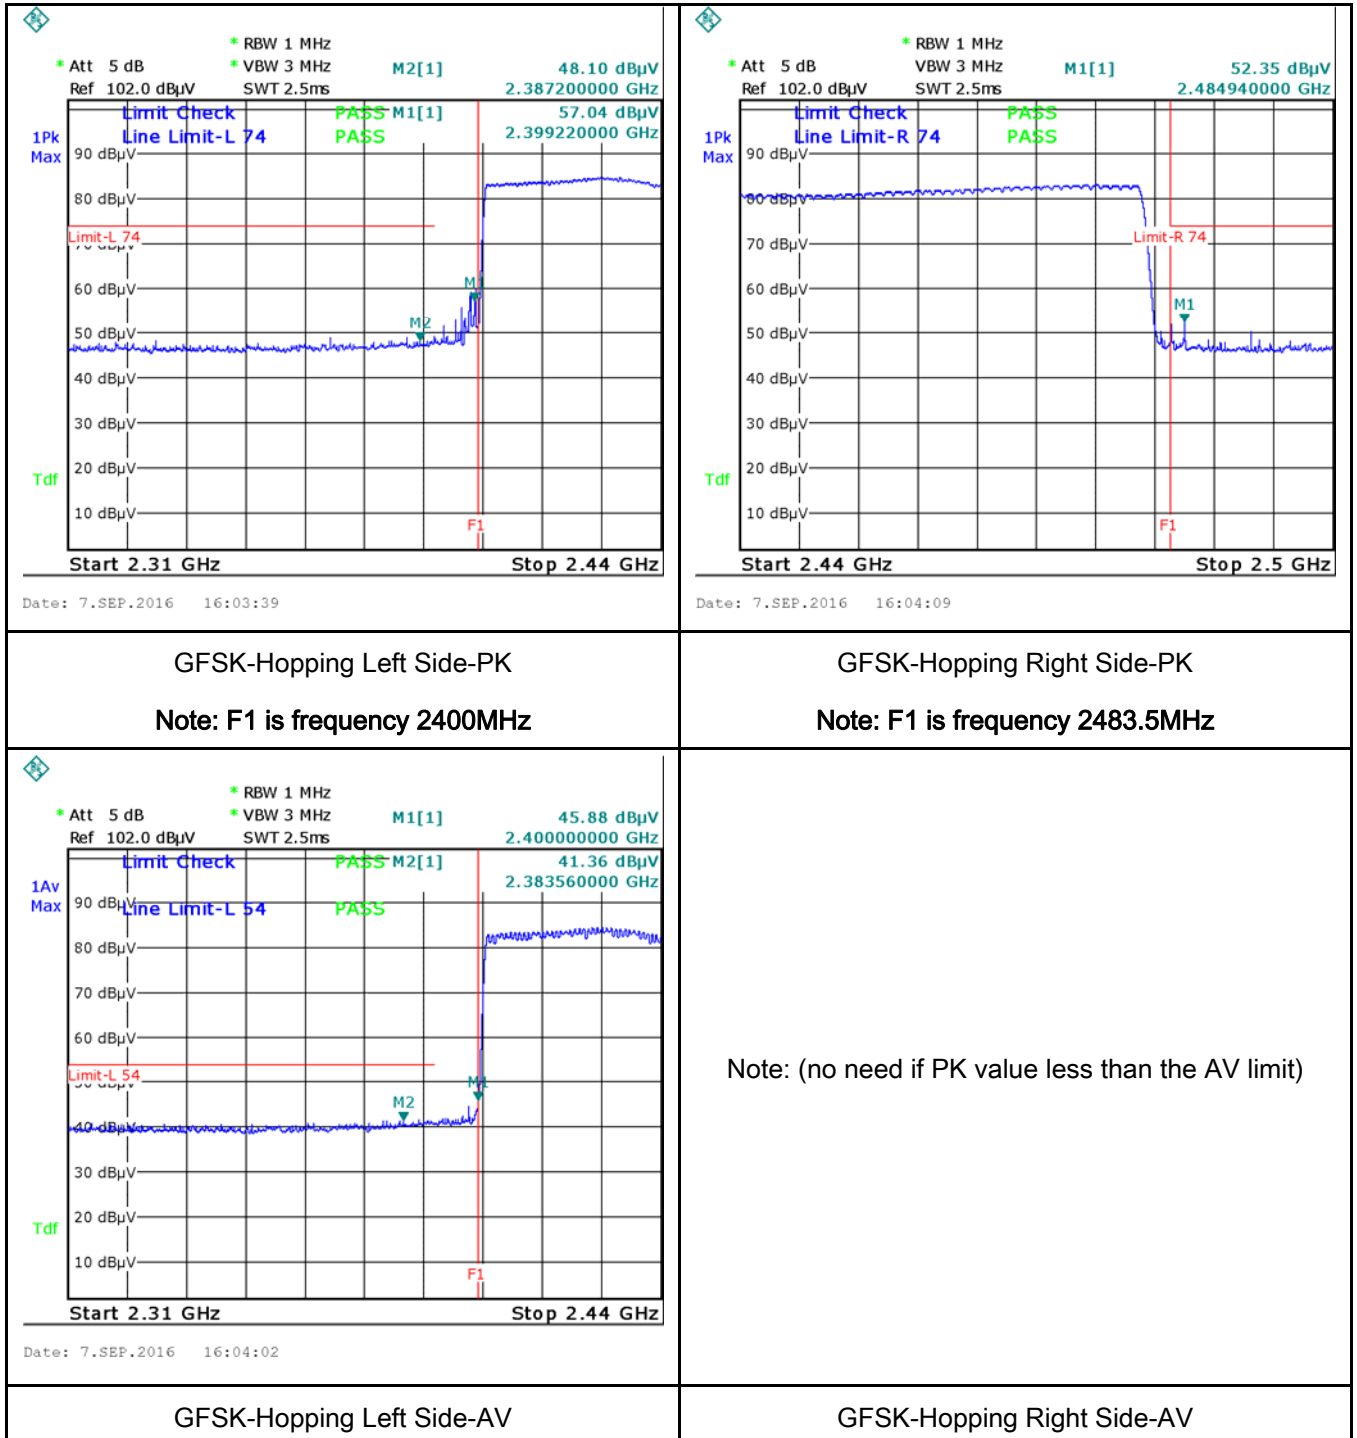 * RBW 1 MHz
* Att 5 dB * VBW 3 MHz M2[1] 48.10 dBµV
Ref 102.0 dBµV SWT 2.5ms 2.387200000 GHz
Limit Check PASS M1[1] 57.04 dBµV
1Pk Line Limit-L 74 PASS 2.399220000 GHz
Max 90 dBµV
80 dBµV
Limit-L 74
70 dBµV
60 dBµV M1
50 dBµV M2
40 dBµV
30 dBµV
Tdf 20 dBµV
10 dBµV F1
Start 2.31 GHz Stop 2.44 GHz
Date: 7.SEP.2016 16:03:39
* RBW 1 MHz
* Att 5 dB VBW 3 MHz M1[1] 52.35 dBµV
Ref 102.0 dBµV SWT 2.5ms 2.484940000 GHz
Limit Check PASS
1Pk Line Limit-R 74 PASS
Max 90 dBµV
80 dBµV
Limit-R 74
70 dBµV
60 dBµV M1
50 dBµV
40 dBµV
30 dBµV
Tdf 20 dBµV
10 dBµV F1
Start 2.44 GHz Stop 2.5 GHz
Date: 7.SEP.2016 16:04:09
GFSK-Hopping Left Side-PK
Note: F1 is frequency 2400MHz
GFSK-Hopping Right Side-PK
Note: F1 is frequency 2483.5MHz
* RBW 1 MHz
* Att 5 dB * VBW 3 MHz M1[1] 45.88 dBµV
Ref 102.0 dBµV SWT 2.5ms 2.400000000 GHz
Limit Check PASS M2[1] 41.36 dBµV
1Av 2.383560000 GHz
Max 90 dBµV Line Limit-L 54 PASS
80 dBµV
70 dBµV
60 dBµV
Limit-L 54
50 dBµV M1
M2
40 dBµV
30 dBµV
Tdf 20 dBµV
10 dBµV F1
Start 2.31 GHz Stop 2.44 GHz
Date: 7.SEP.2016 16:04:02
Note: (no need if PK value less than the AV limit)
GFSK-Hopping Left Side-AV
GFSK-Hopping Right Side-AV